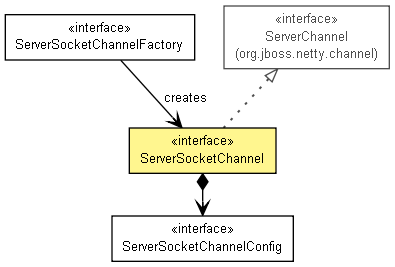 «interface»
ServerSocketChannelFactory
«interface»
ServerChannel
(org.jboss.netty.channel)
creates
«interface»
ServerSocketChannel
«interface»
ServerSocketChannelConfig